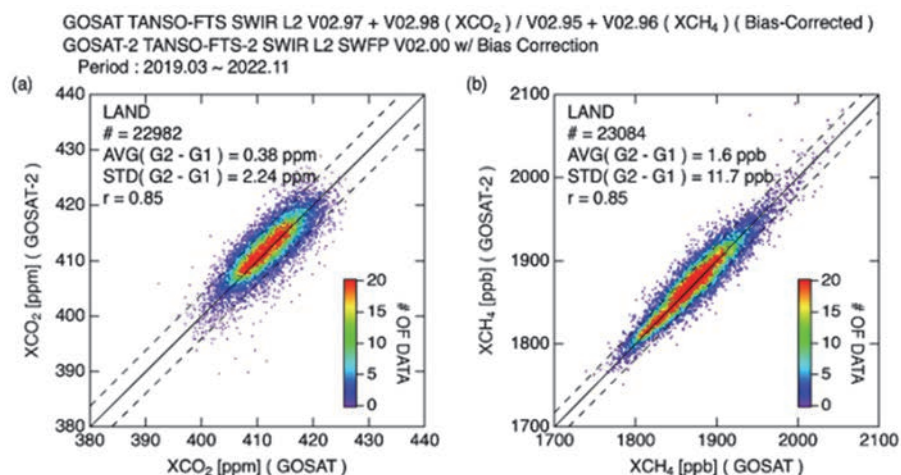 GOSAT TANSO-FTS SWIR L2 V02.97 + V02.98 ( XCO₂ ) / V02.95 + V02.96 ( XCH₄ ) ( Bias-Corrected )
GOSAT-2 TANSO-FTS-2 SWIR L2 SWFP V02.00 w/ Bias Correction
Period : 2019.03 ~ 2022.11
(a)
440
430
420
410
400
390
380
XCO₂ [ppm] ( GOSAT-2 )
LAND
# = 22982
AVG( G2 - G1 ) = 0.38 ppm
STD( G2 - G1 ) = 2.24 ppm
r = 0.85
20
15
10
5
0
# OF DATA
380 390 400 410 420 430 440
XCO₂ [ppm] ( GOSAT )
(b)
2100
2000
1900
1800
1700
XCH₄ [ppb] ( GOSAT-2 )
LAND
# = 23084
AVG( G2 - G1 ) = 1.6 ppb
STD( G2 - G1 ) = 11.7 ppb
r = 0.85
20
15
10
5
0
# OF DATA
1700 1800 1900 2000 2100
XCH₄ [ppb] ( GOSAT )